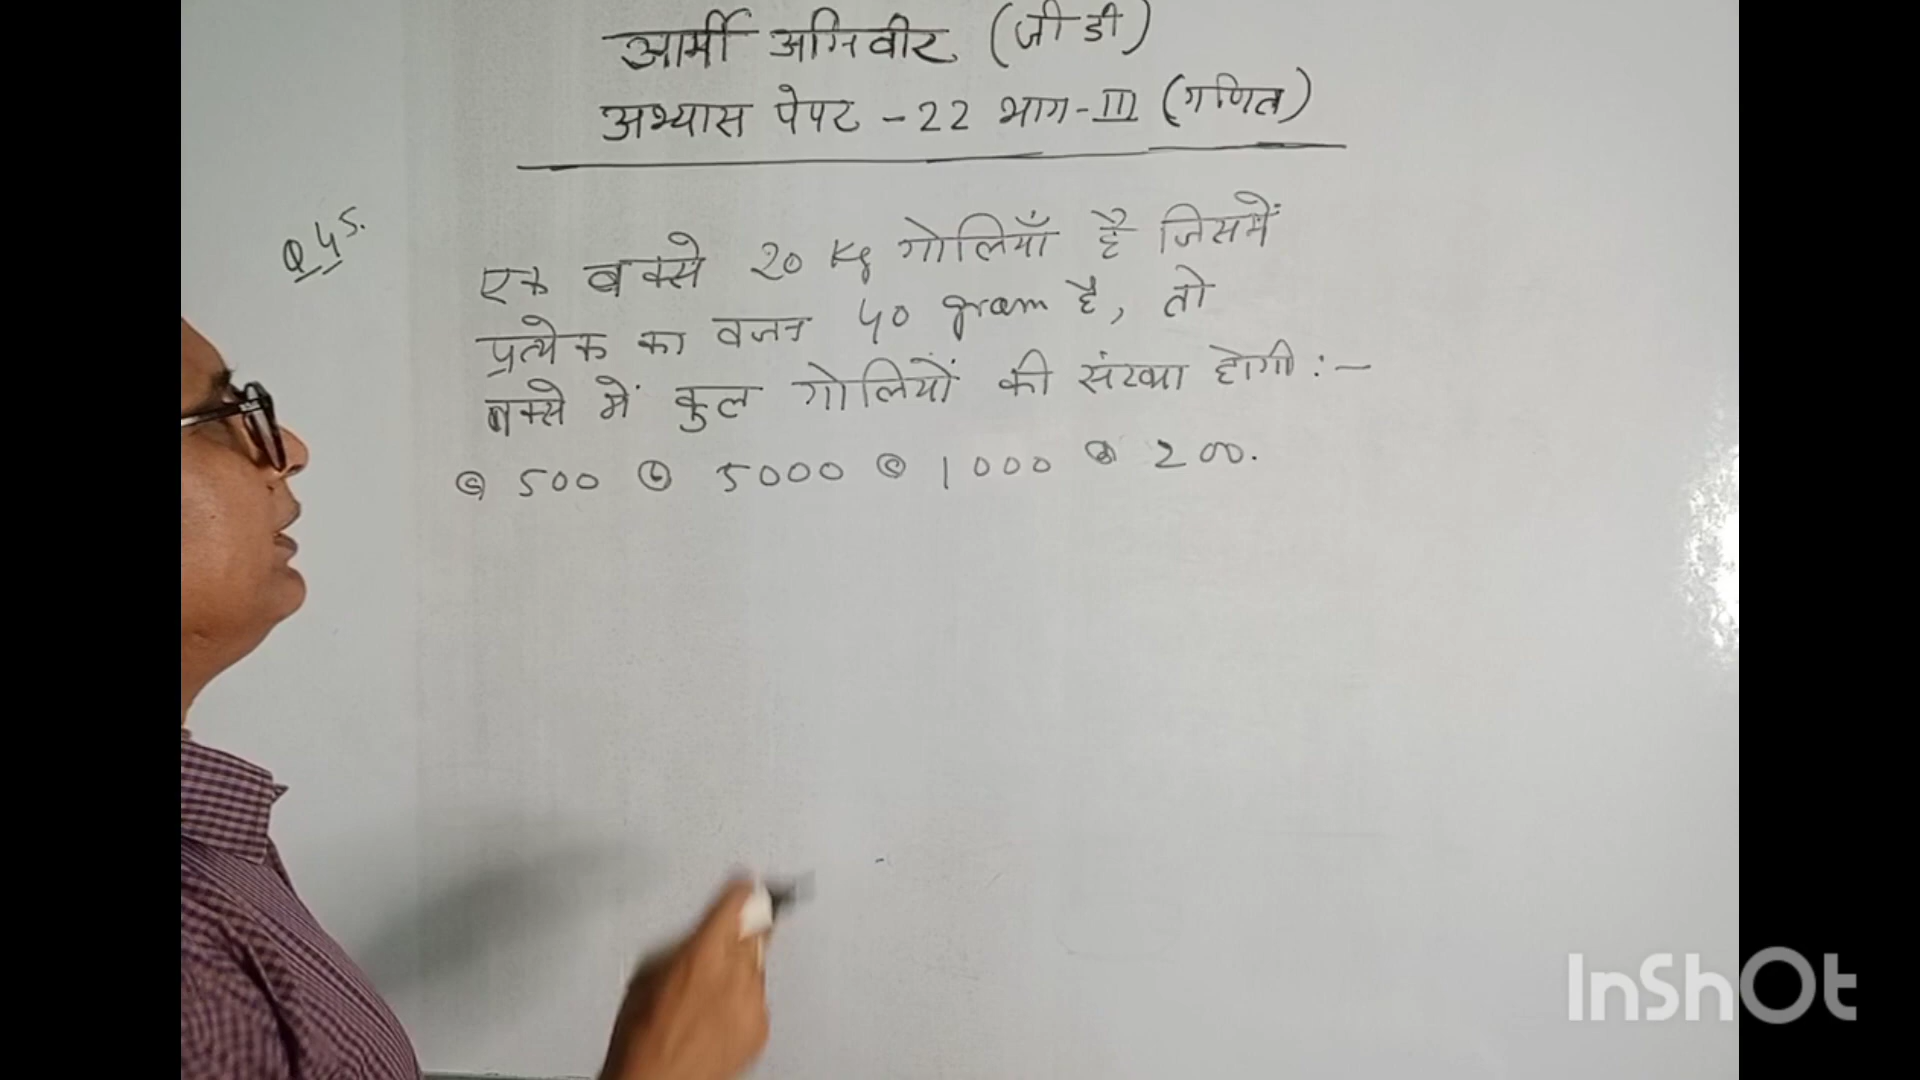 आर्मी अग्निवीर (जी डी)
अभ्यास पेपर - 22 भाग - III (गणित)
Q 45.
एक बक्से 20 Kg गोलियाँ है जिसमें
प्रत्येक का वजन 40 gram है, तो
बक्से में कुल गोलियों की संख्या होगी :-
ⓐ 500 ⓑ 5000 ⓒ 1000 ⓓ 200.
InShOt